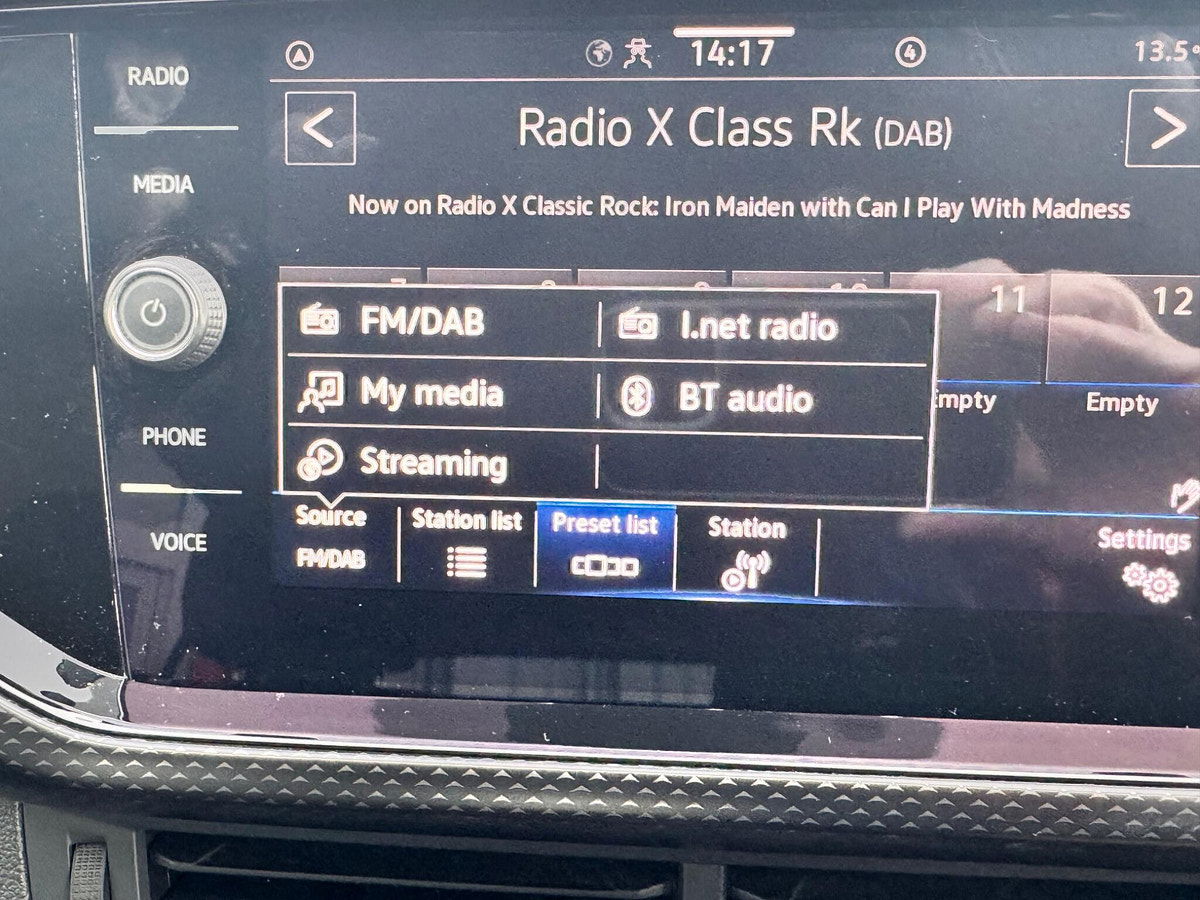 RADIO
MEDIA
PHONE
VOICE
14:17
4
13.5°
Radio X Class Rk (DAB)
Now on Radio X Classic Rock: Iron Maiden with Can I Play With Madness
11
12
FM/DAB
I.net radio
My media
BT audio
Empty
Streaming
Source
FM/DAB
Station list
Preset list
Station
Settings